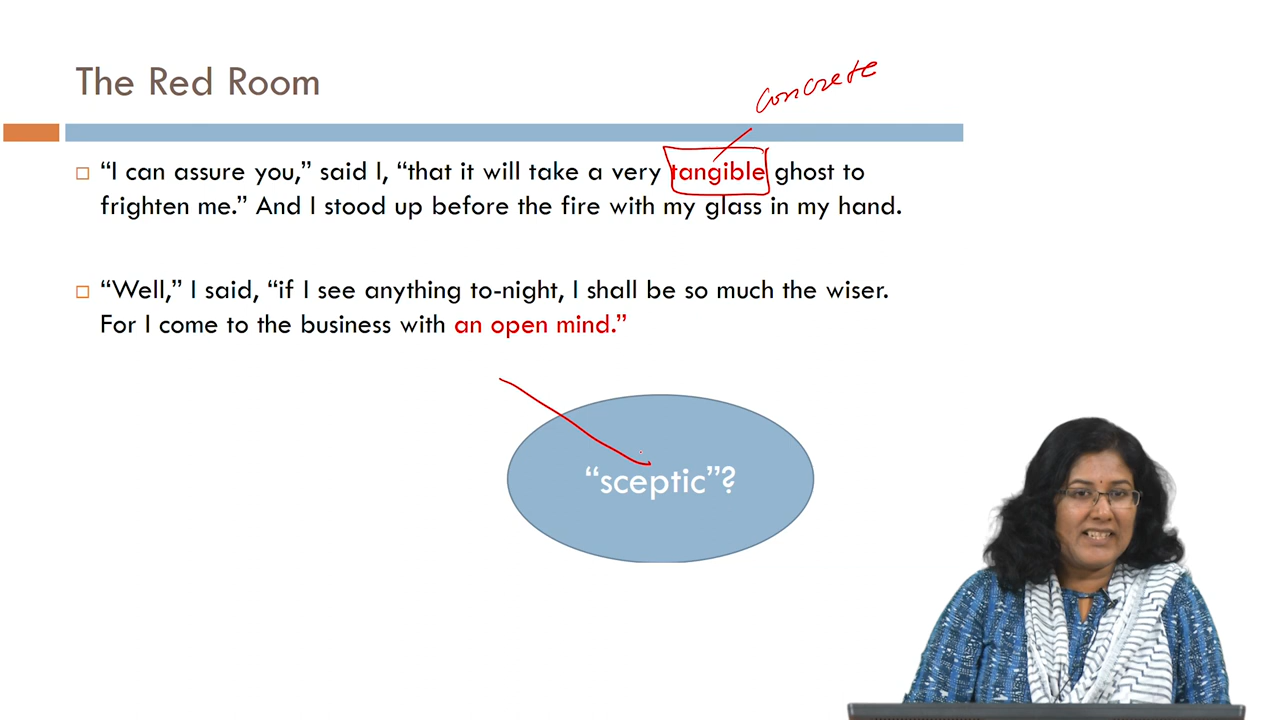 The Red Room
concrete
“I can assure you,” said I, “that it will take a very tangible ghost to
frighten me.” And I stood up before the fire with my glass in my hand.
“Well,” I said, “if I see anything to-night, I shall be so much the wiser.
For I come to the business with an open mind.”
“sceptic”?